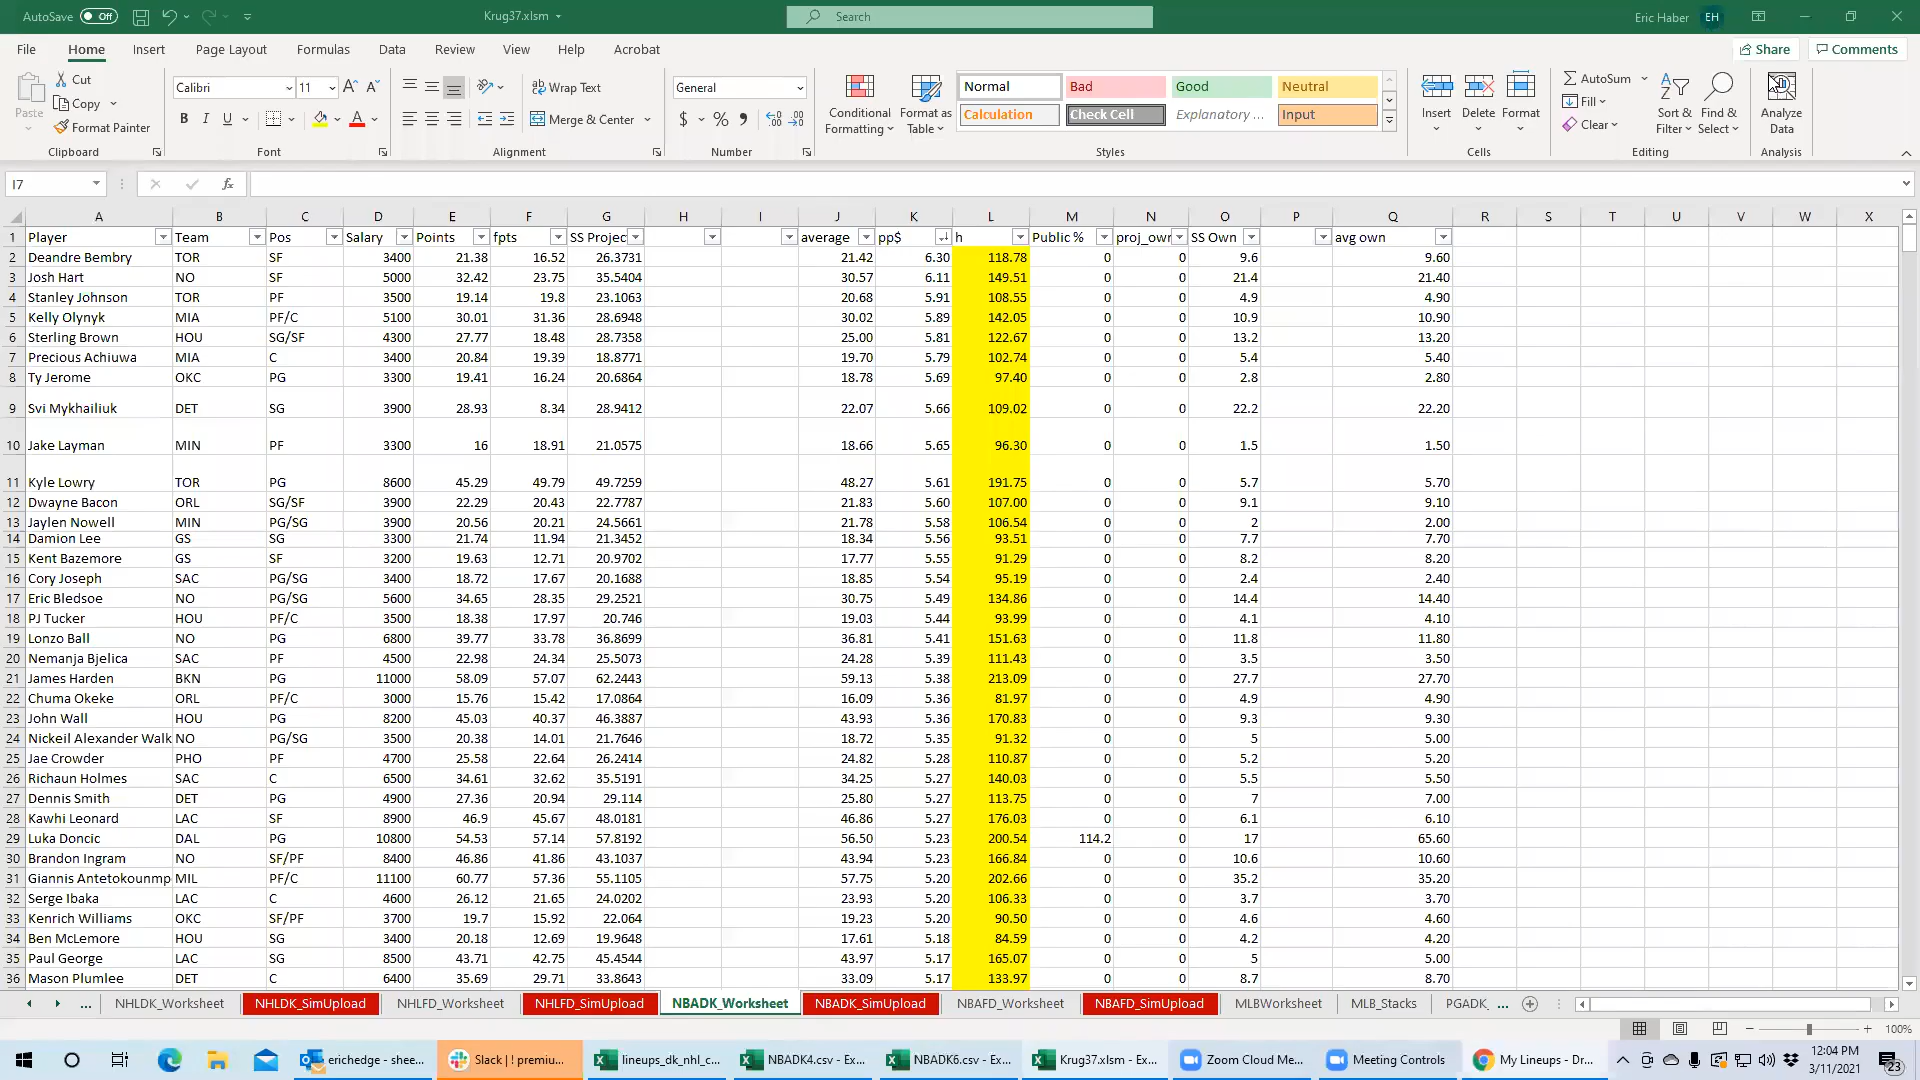 AutoSave Off Krug37.xlsm Search Eric Haber EH
File Home Insert Page Layout Formulas Data Review View Help Acrobat Share Comments
Paste Cut Copy Format Painter Clipboard
Calibri 11 B I U Font
Wrap Text Merge & Center Alignment
General $ % Number
Conditional Formatting Format as Table Normal Bad Good Neutral Calculation Check Cell Explanatory ... Input Styles
Insert Delete Format Cells
AutoSum Fill Clear Sort & Filter Find & Select Editing
Analyze Data Analysis
I7 fx
A B C D E F G H I J K L M N O P Q R S T U V W X
1 Player Team Pos Salary Points fpts SS Projec average pp$ h Public % proj_own SS Own avg own
2 Deandre Bembry TOR SF 3400 21.38 16.52 26.3731 21.42 6.30 118.78 0 0 9.6 9.60
3 Josh Hart NO SF 5000 32.42 23.75 35.5404 30.57 6.11 149.51 0 0 21.4 21.40
4 Stanley Johnson TOR PF 3500 19.14 19.8 23.1063 20.68 5.91 108.55 0 0 4.9 4.90
5 Kelly Olynyk MIA PF/C 5100 30.01 31.36 28.6948 30.02 5.89 142.05 0 0 10.9 10.90
6 Sterling Brown HOU SG/SF 4300 27.77 18.48 28.7358 25.00 5.81 122.67 0 0 13.2 13.20
7 Precious Achiuwa MIA C 3400 20.84 19.39 18.8771 19.70 5.79 102.74 0 0 5.4 5.40
8 Ty Jerome OKC PG 3300 19.41 16.24 20.6864 18.78 5.69 97.40 0 0 2.8 2.80
9 Svi Mykhailiuk DET SG 3900 28.93 8.34 28.9412 22.07 5.66 109.02 0 0 22.2 22.20
10 Jake Layman MIN PF 3300 16 18.91 21.0575 18.66 5.65 96.30 0 0 1.5 1.50
11 Kyle Lowry TOR PG 8600 45.29 49.79 49.7259 48.27 5.61 191.75 0 0 5.7 5.70
12 Dwayne Bacon ORL SG/SF 3900 22.29 20.43 22.7787 21.83 5.60 107.00 0 0 9.1 9.10
13 Jaylen Nowell MIN PG/SG 3900 20.56 20.21 24.5661 21.78 5.58 106.54 0 0 2 2.00
14 Damion Lee GS SG 3300 21.74 11.94 21.3452 18.34 5.56 93.51 0 0 7.7 7.70
15 Kent Bazemore GS SF 3200 19.63 12.71 20.9702 17.77 5.55 91.29 0 0 8.2 8.20
16 Cory Joseph SAC PG/SG 3400 18.72 17.67 20.1688 18.85 5.54 95.19 0 0 2.4 2.40
17 Eric Bledsoe NO PG/SG 5600 34.65 28.35 29.2521 30.75 5.49 134.86 0 0 14.4 14.40
18 PJ Tucker HOU PF/C 3500 18.38 17.97 20.746 19.03 5.44 93.99 0 0 4.1 4.10
19 Lonzo Ball NO PG 6800 39.77 33.78 36.8699 36.81 5.41 151.63 0 0 11.8 11.80
20 Nemanja Bjelica SAC PF 4500 22.98 24.34 25.5073 24.28 5.39 111.43 0 0 3.5 3.50
21 James Harden BKN PG 11000 58.09 57.07 62.2443 59.13 5.38 213.09 0 0 27.7 27.70
22 Chuma Okeke ORL PF/C 3000 15.76 15.42 17.0864 16.09 5.36 81.97 0 0 4.9 4.90
23 John Wall HOU PG 8200 45.03 40.37 46.3887 43.93 5.36 170.83 0 0 9.3 9.30
24 Nickeil Alexander Walk NO PG/SG 3500 20.38 14.01 21.7646 18.72 5.35 91.32 0 0 5 5.00
25 Jae Crowder PHO PF 4700 25.58 22.64 26.2414 24.82 5.28 110.87 0 0 5.2 5.20
26 Richaun Holmes SAC C 6500 34.61 32.62 35.5191 34.25 5.27 140.03 0 0 5.5 5.50
27 Dennis Smith DET PG 4900 27.36 20.94 29.114 25.80 5.27 113.75 0 0 7 7.00
28 Kawhi Leonard LAC SF 8900 46.9 45.67 48.0181 46.86 5.27 176.03 0 0 6.1 6.10
29 Luka Doncic DAL PG 10800 54.53 57.14 57.8192 56.50 5.23 200.54 114.2 0 17 65.60
30 Brandon Ingram NO SF/PF 8400 46.86 41.86 43.1037 43.94 5.23 166.84 0 0 10.6 10.60
31 Giannis Antetokounmp MIL PF/C 11100 60.77 57.36 55.1105 57.75 5.20 202.66 0 0 35.2 35.20
32 Serge Ibaka LAC C 4600 26.12 21.65 24.0202 23.93 5.20 106.33 0 0 3.7 3.70
33 Kenrich Williams OKC SF/PF 3700 19.7 15.92 22.064 19.23 5.20 90.50 0 0 4.6 4.60
34 Ben McLemore HOU SG 3400 20.18 12.69 19.9648 17.61 5.18 84.59 0 0 4.2 4.20
35 Paul George LAC SG 8500 43.71 42.75 45.4544 43.97 5.17 165.07 0 0 5 5.00
36 Mason Plumlee DET C 6400 35.69 29.71 33.8643 33.09 5.17 133.97 0 0 8.7 8.70
... NHLDK_Worksheet NHLDK_SimUpload NHLFD_Worksheet NHLFD_SimUpload NBADK_Worksheet NBADK_SimUpload NBAFD_Worksheet NBAFD_SimUpload MLBWorksheet MLB_Stacks PGADK_ ...
100%
erichedge - shee... Slack | ! premiu... lineups_dk_nhl_c... NBADK4.csv - Ex... NBADK6.csv - Ex... Krug37.xlsm - Ex... Zoom Cloud Me... Meeting Controls My Lineups - Dr... 12:04 PM
3/11/2021 23